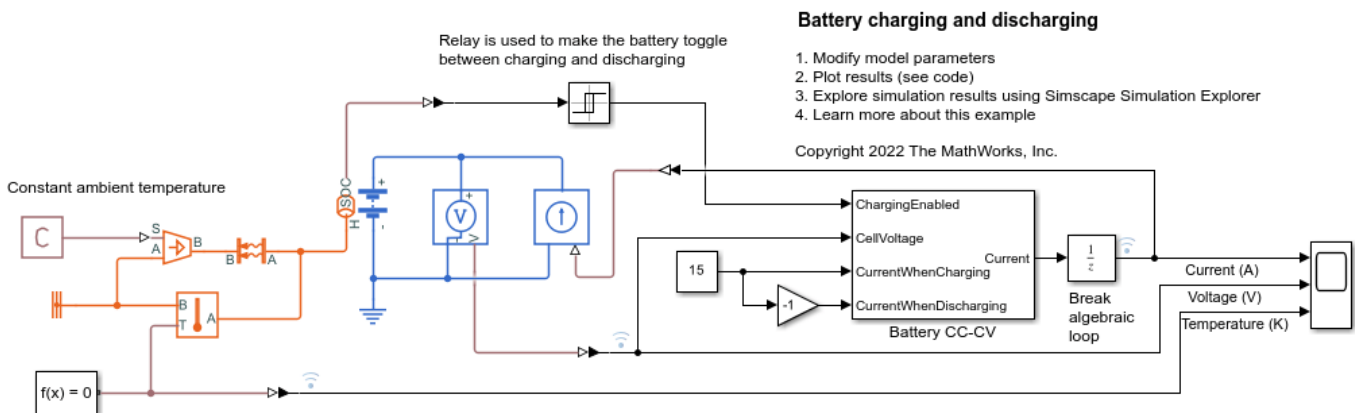 Battery charging and discharging
Relay is used to make the battery toggle
between charging and discharging
1. Modify model parameters
2. Plot results (see code)
3. Explore simulation results using Simscape Simulation Explorer
4. Learn more about this example
Copyright 2022 The MathWorks, Inc.
Constant ambient temperature
SOC
H
+
-
+
V
-
V
C
S
A
B
B
A
B
T
A
f(x) = 0
ChargingEnabled
CellVoltage
CurrentWhenCharging
CurrentWhenDischarging
Current
Battery CC-CV
15
-1
1
z
Break
algebraic
loop
Current (A)
Voltage (V)
Temperature (K)